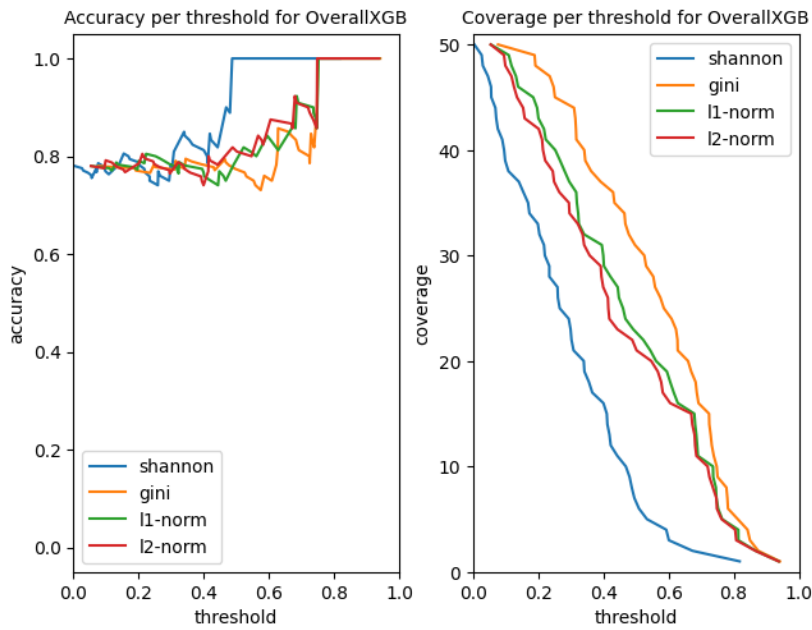 Accuracy per threshold for OverallXGB
1.0
0.8
0.6
0.4
0.2
0.0
accuracy
shannon
gini
l1-norm
l2-norm
0.0 0.2 0.4 0.6 0.8 1.0
threshold
Coverage per threshold for OverallXGB
50
40
30
20
10
0
coverage
shannon
gini
l1-norm
l2-norm
0.0 0.2 0.4 0.6 0.8 1.0
threshold